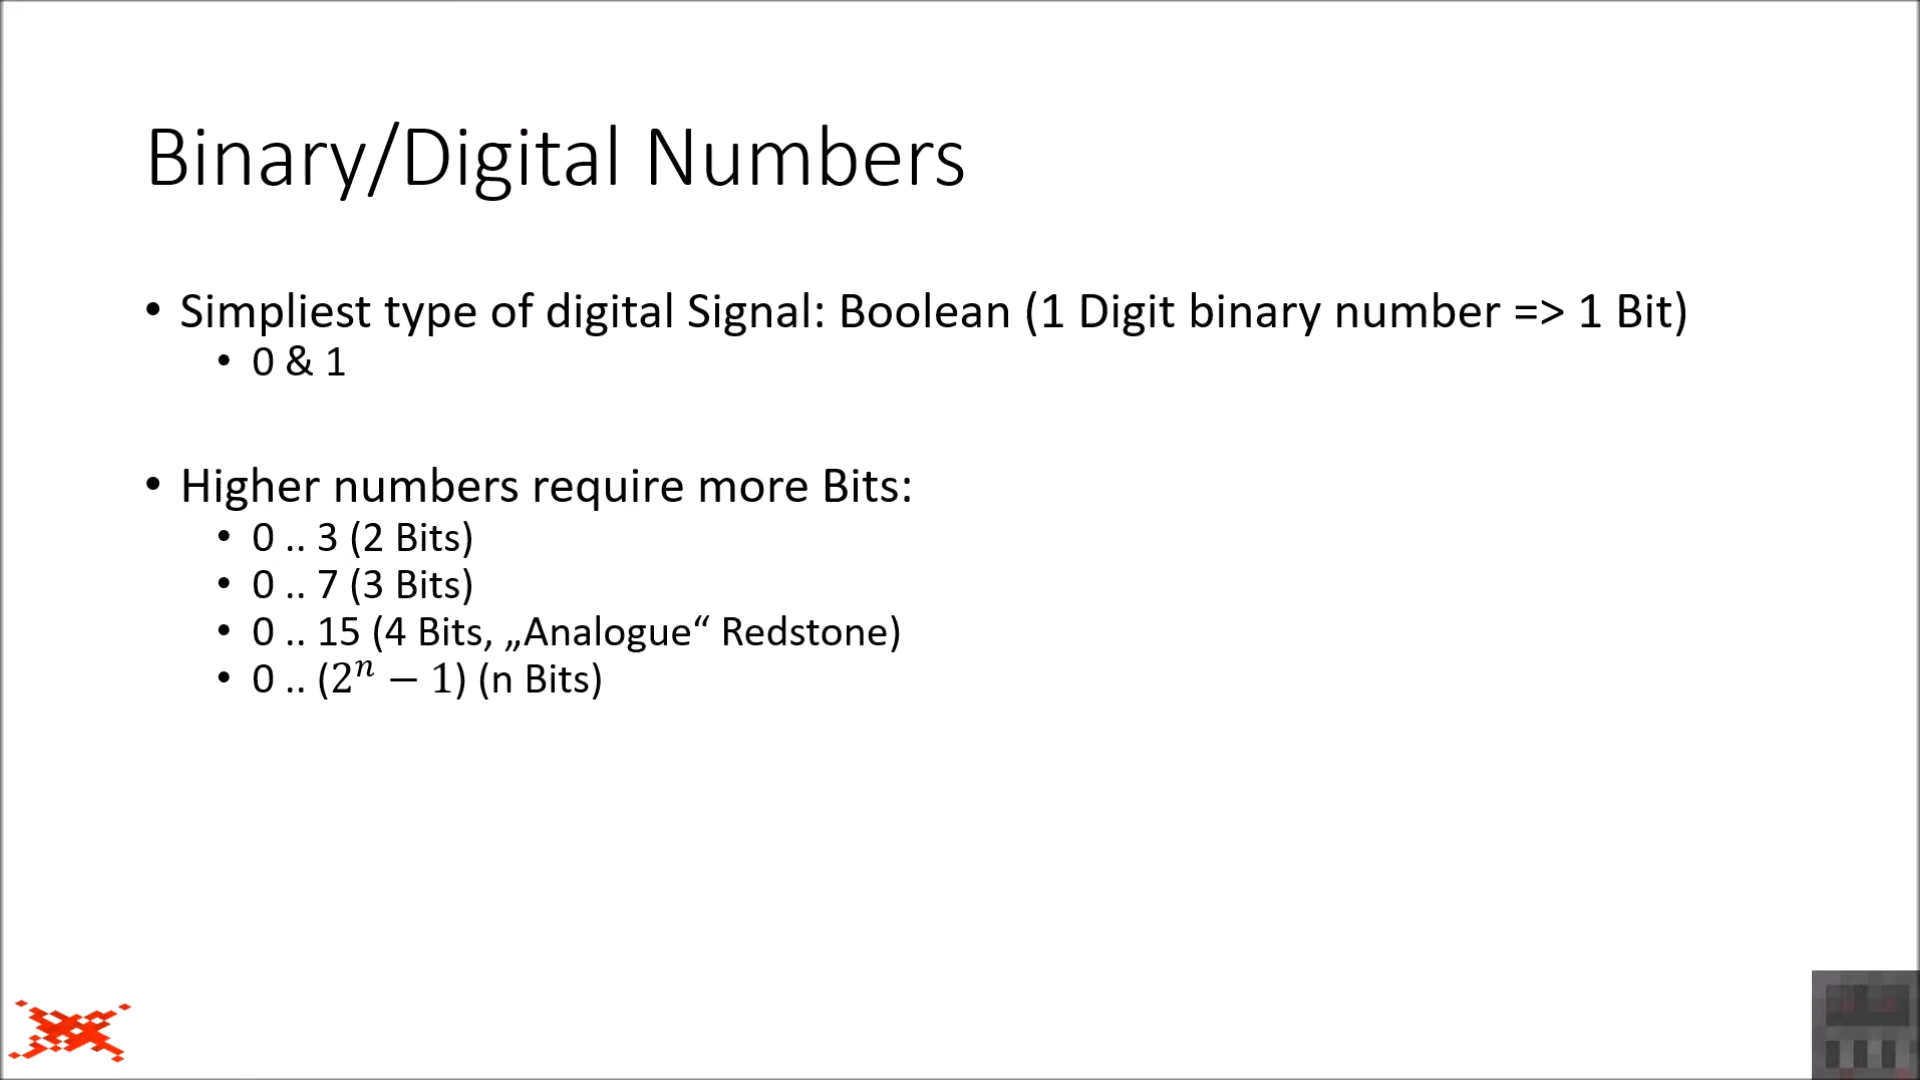 Binary/Digital Numbers
• Simpliest type of digital Signal: Boolean (1 Digit binary number => 1 Bit)
• 0 & 1
• Higher numbers require more Bits:
• 0 .. 3 (2 Bits)
• 0 .. 7 (3 Bits)
• 0 .. 15 (4 Bits, „Analogue“ Redstone)
• 0 .. (2ⁿ − 1) (n Bits)